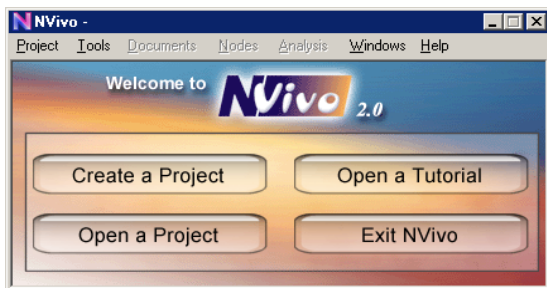 NVivo -
Project Tools Documents Nodes Analysis Windows Help
Welcome to NVivo 2.0
Create a Project Open a Tutorial
Open a Project Exit NVivo